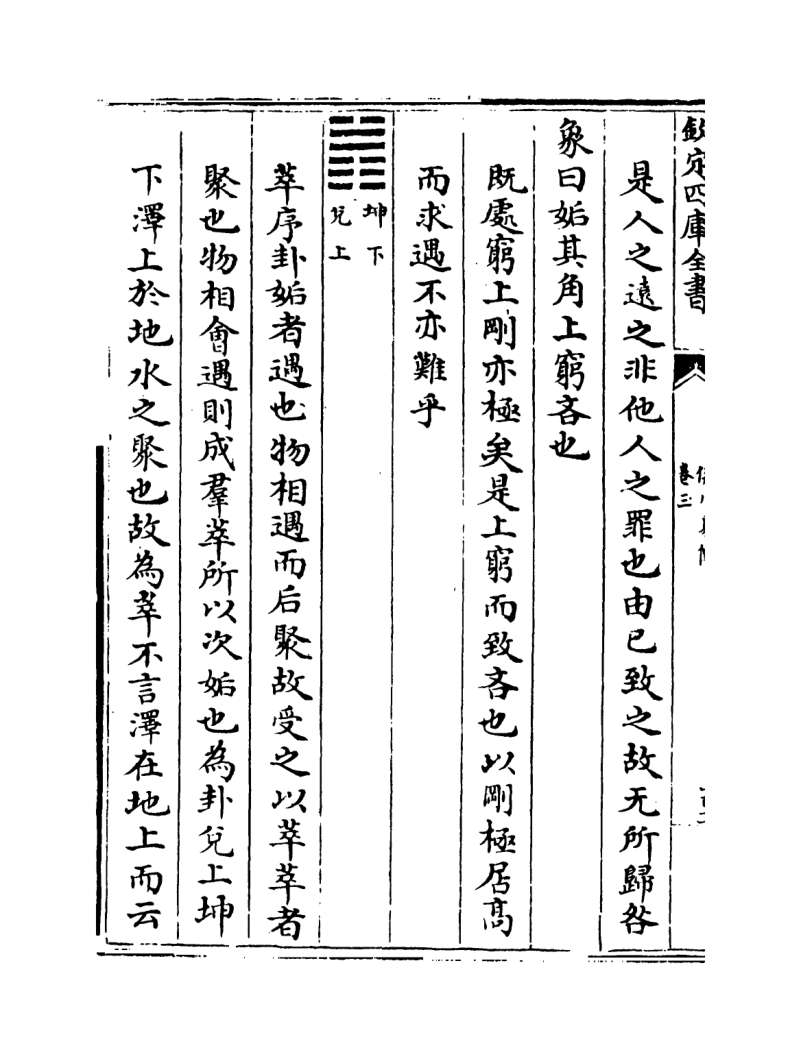 欽定四庫全書
卷三
是人之遠之非他人之罪也由已致之故无所歸咎
象曰姤其角上窮吝也
既處窮上剛亦極矣是上窮而致吝也以剛極居髙
而求遇不亦難乎
坤下
兌上
萃序卦姤者遇也物相遇而后聚故受之以萃萃者
聚也物相會遇則成羣萃所以次姤也為卦兌上坤
下澤上於地水之聚也故為萃不言澤在地上而云